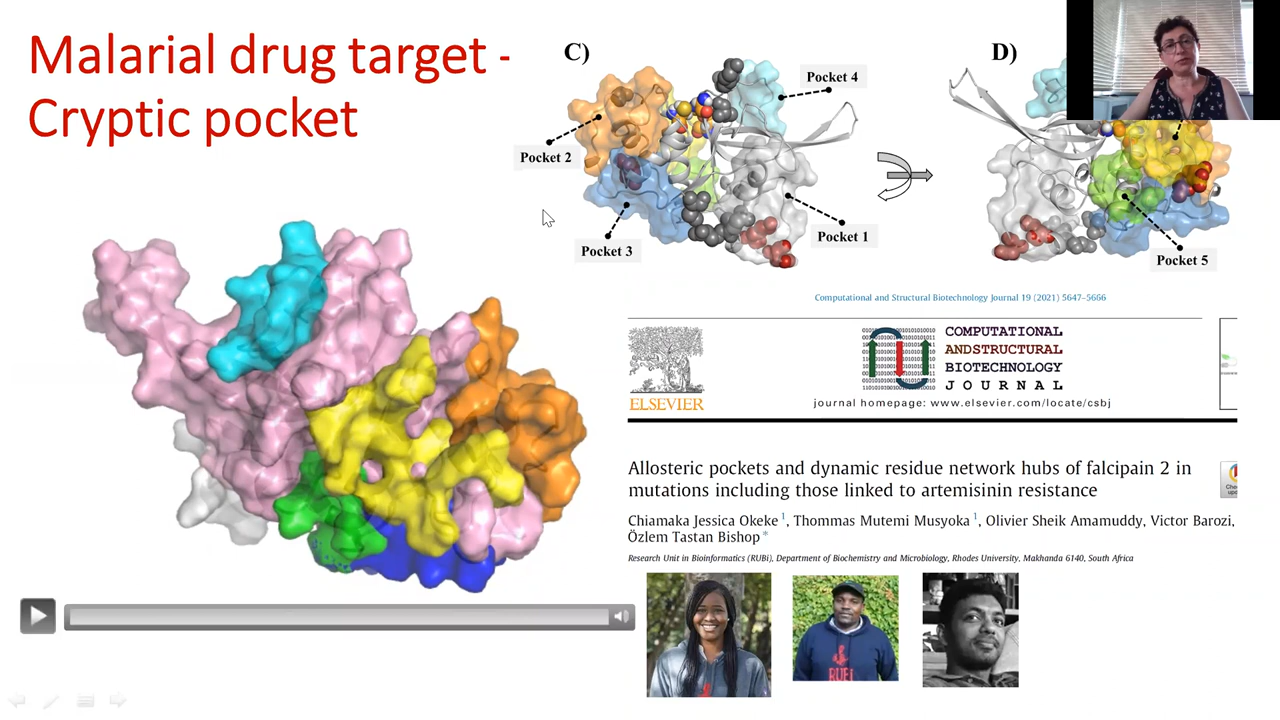 Malarial drug target -
Cryptic pocket
C)
D)
Pocket 4
Pocket 2
Pocket 3
Pocket 1
Pocket 5
Computational and Structural Biotechnology Journal 19 (2021) 5647–5666
ELSEVIER
COMPUTATIONAL
ANDSTRUCTURAL
BIOTECHNOLOGY
JOURNAL
journal homepage: www.elsevier.com/locate/csbj
Allosteric pockets and dynamic residue network hubs of falcipain 2 in
mutations including those linked to artemisinin resistance
Chiamaka Jessica Okeke 1, Thommas Mutemi Musyoka 1, Olivier Sheik Amamuddy, Victor Barozi,
Özlem Tastan Bishop *
Research Unit in Bioinformatics (RUBi), Department of Biochemistry and Microbiology, Rhodes University, Makhanda 6140, South Africa